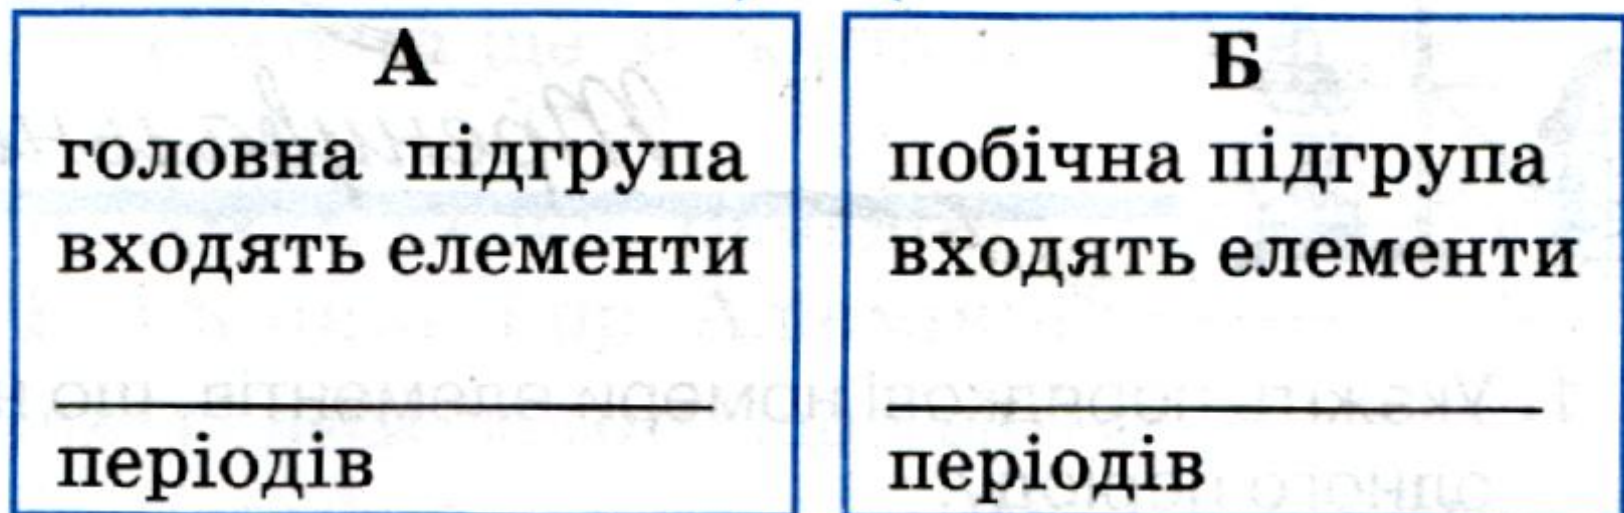 А
головна підгрупа
входять елементи
періодів
Б
побічна підгрупа
входять елементи
періодів